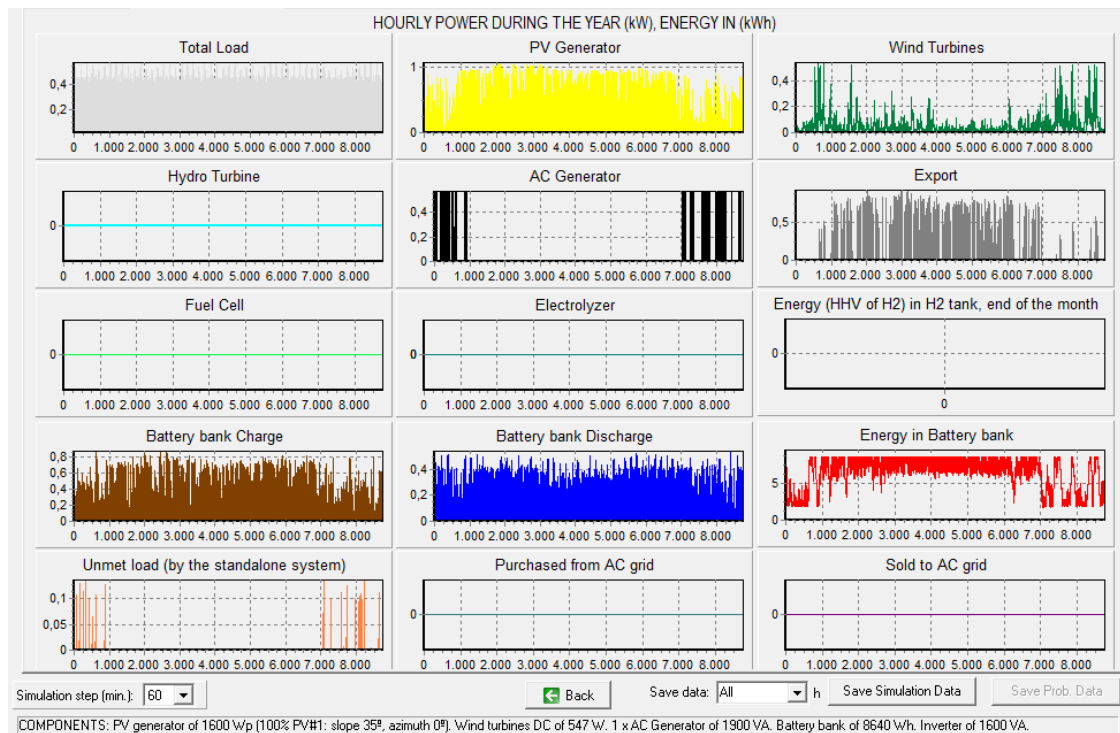 HOURLY POWER DURING THE YEAR (kW), ENERGY IN (kWh)
Total Load
0,4
0,2
0 1.000 2.000 3.000 4.000 5.000 6.000 7.000 8.000
PV Generator
1
0
0 1.000 2.000 3.000 4.000 5.000 6.000 7.000 8.000
Wind Turbines
0,4
0,2
0
0 1.000 2.000 3.000 4.000 5.000 6.000 7.000 8.000
Hydro Turbine
0
0 1.000 2.000 3.000 4.000 5.000 6.000 7.000 8.000
AC Generator
0,4
0,2
0
0 1.000 2.000 3.000 4.000 5.000 6.000 7.000 8.000
Export
0,5
0
0 1.000 2.000 3.000 4.000 5.000 6.000 7.000 8.000
Fuel Cell
0
0 1.000 2.000 3.000 4.000 5.000 6.000 7.000 8.000
Electrolyzer
0
0 1.000 2.000 3.000 4.000 5.000 6.000 7.000 8.000
Energy (HHV of H2) in H2 tank, end of the month
0
0
Battery bank Charge
0,8
0,6
0,4
0,2
0
0 1.000 2.000 3.000 4.000 5.000 6.000 7.000 8.000
Battery bank Discharge
0,4
0,2
0
0 1.000 2.000 3.000 4.000 5.000 6.000 7.000 8.000
Energy in Battery bank
5
0
0 1.000 2.000 3.000 4.000 5.000 6.000 7.000 8.000
Unmet load (by the standalone system)
0,1
0,05
0
0 1.000 2.000 3.000 4.000 5.000 6.000 7.000 8.000
Purchased from AC grid
0
0 1.000 2.000 3.000 4.000 5.000 6.000 7.000 8.000
Sold to AC grid
0
0 1.000 2.000 3.000 4.000 5.000 6.000 7.000 8.000
Simulation step (min.): 60
Back
Save data: All h
Save Simulation Data
Save Prob. Data
COMPONENTS: PV generator of 1600 Wp (100% PV#1: slope 35º, azimuth 0º). Wind turbines DC of 547 W. 1 x AC Generator of 1900 VA. Battery bank of 8640 Wh. Inverter of 1600 VA.